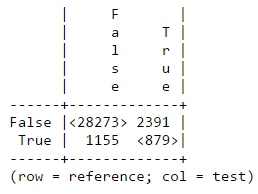 |     F       |
      |     a     T |
      |     l     r |
      |     s     u |
      |     e     e |
------+-------------+
False |<28273> 2391 |
 True |  1155  <879>|
------+-------------+
(row = reference; col = test)